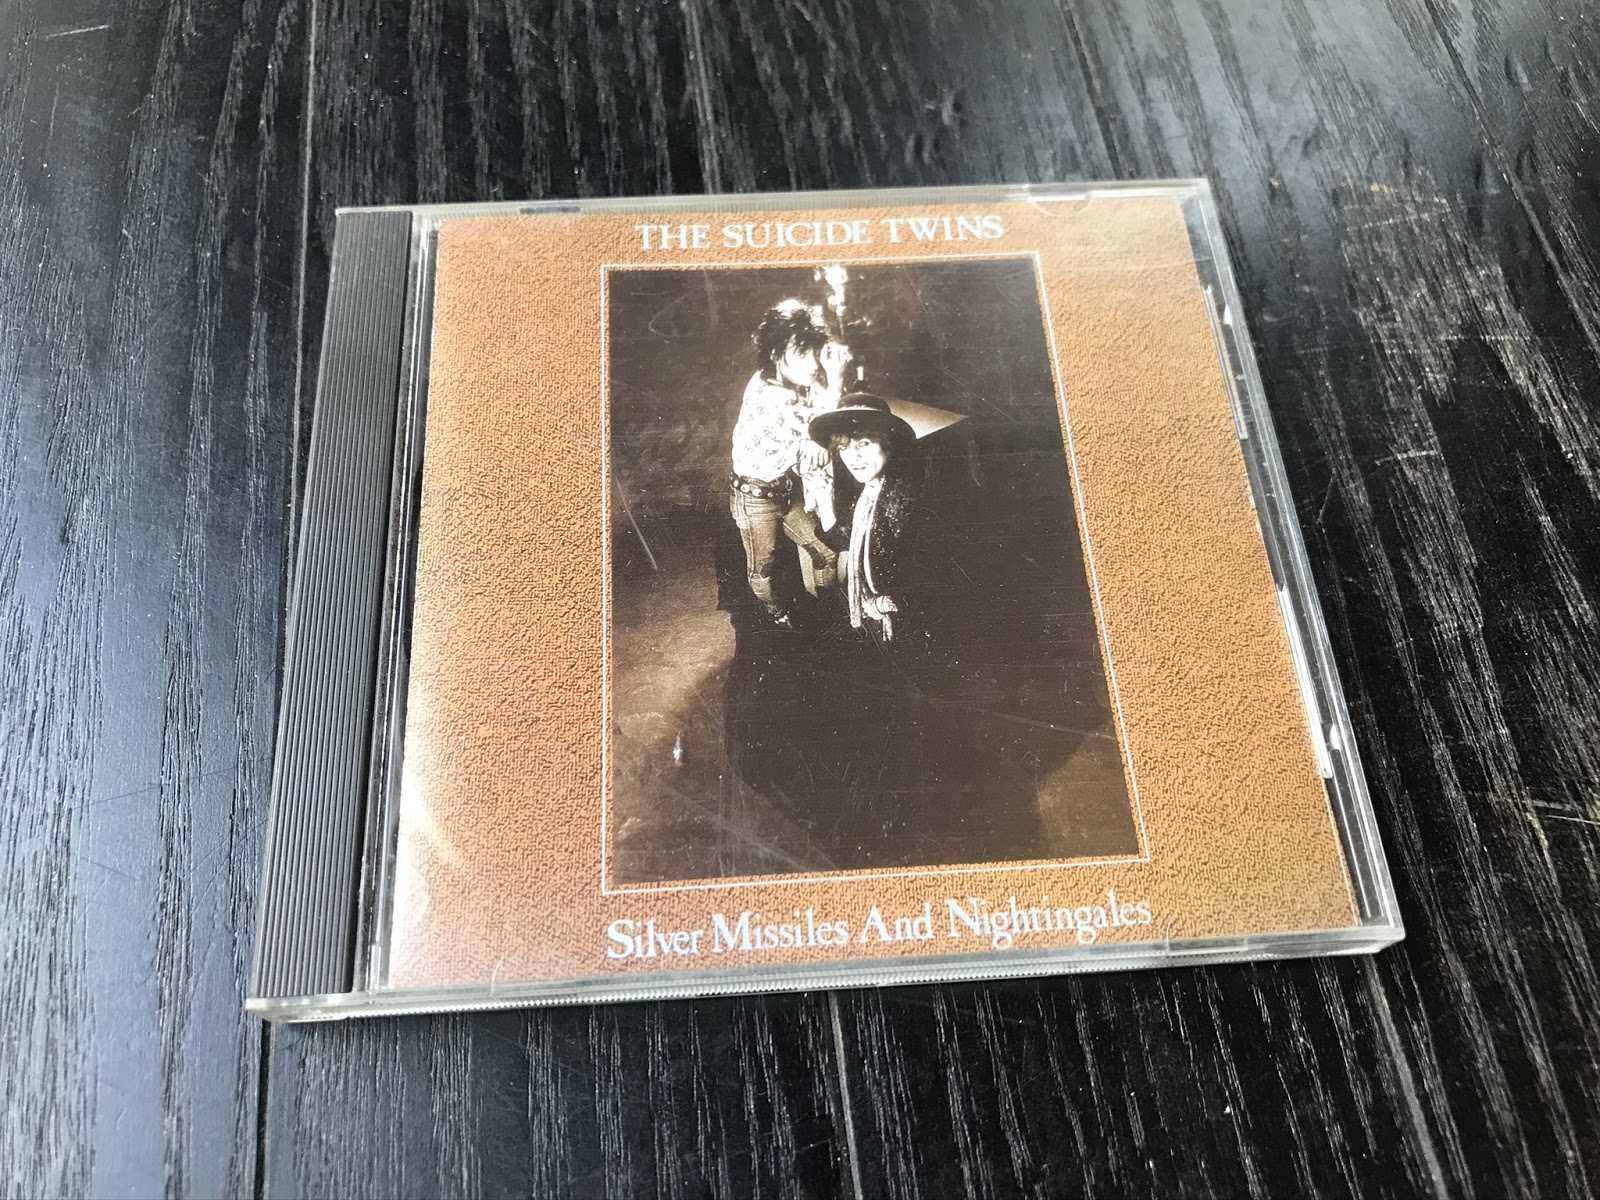 THE SUICIDE TWINS
Silver Missiles And Nightingales